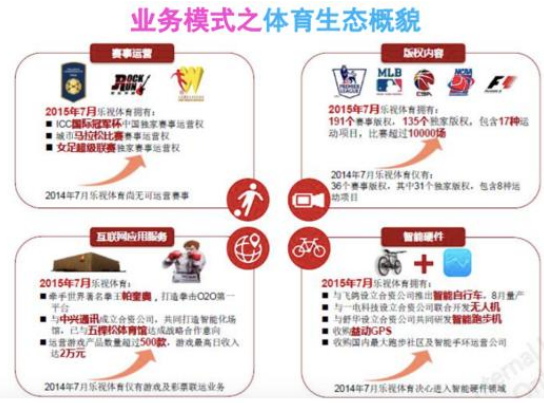 业务模式之体育生态概貌
赛事运营
2015年7月乐视体育拥有：
ICC国际冠军杯中国独家赛事运营权
城市马拉松比赛赛事运营权
女足超级联赛独家赛事运营权
2014年7月乐视体育尚无可运营赛事
版权内容
PREMIER
LEAGUE
MLB
2015年7月乐视体育拥有：
191个赛事版权，135个独家版权，包含17种运
动项目，比赛超过10000场
2014年7月乐视体育仅有：
36个赛事版权，其中31个独家版权，包含8种运
动项目
互联网应用服务
2015年7月乐视体育：
牵手世界著名拳王帕奎奥，打造拳击O2O第一
平台
与中兴通讯成立合资公司，共同打造智能化场
馆，已与五棵松体育馆达成战略合作意向
运营游戏产品数量超过500款，游戏最高日收入
达2万元
2014年7月乐视体育仅有游戏及彩票联运业务
智能硬件
2015年7月乐视体育拥有：
与飞鸽设立合资公司推出智能自行车，8月量产
与一电科技设立合资公司联合开发无人机
与舒华设立合资公司共同研发智能跑步机
收购益动GPS
收购国内最大跑步社区及智能手环运营公司
2014年7月乐视体育决心进入智能硬件领域